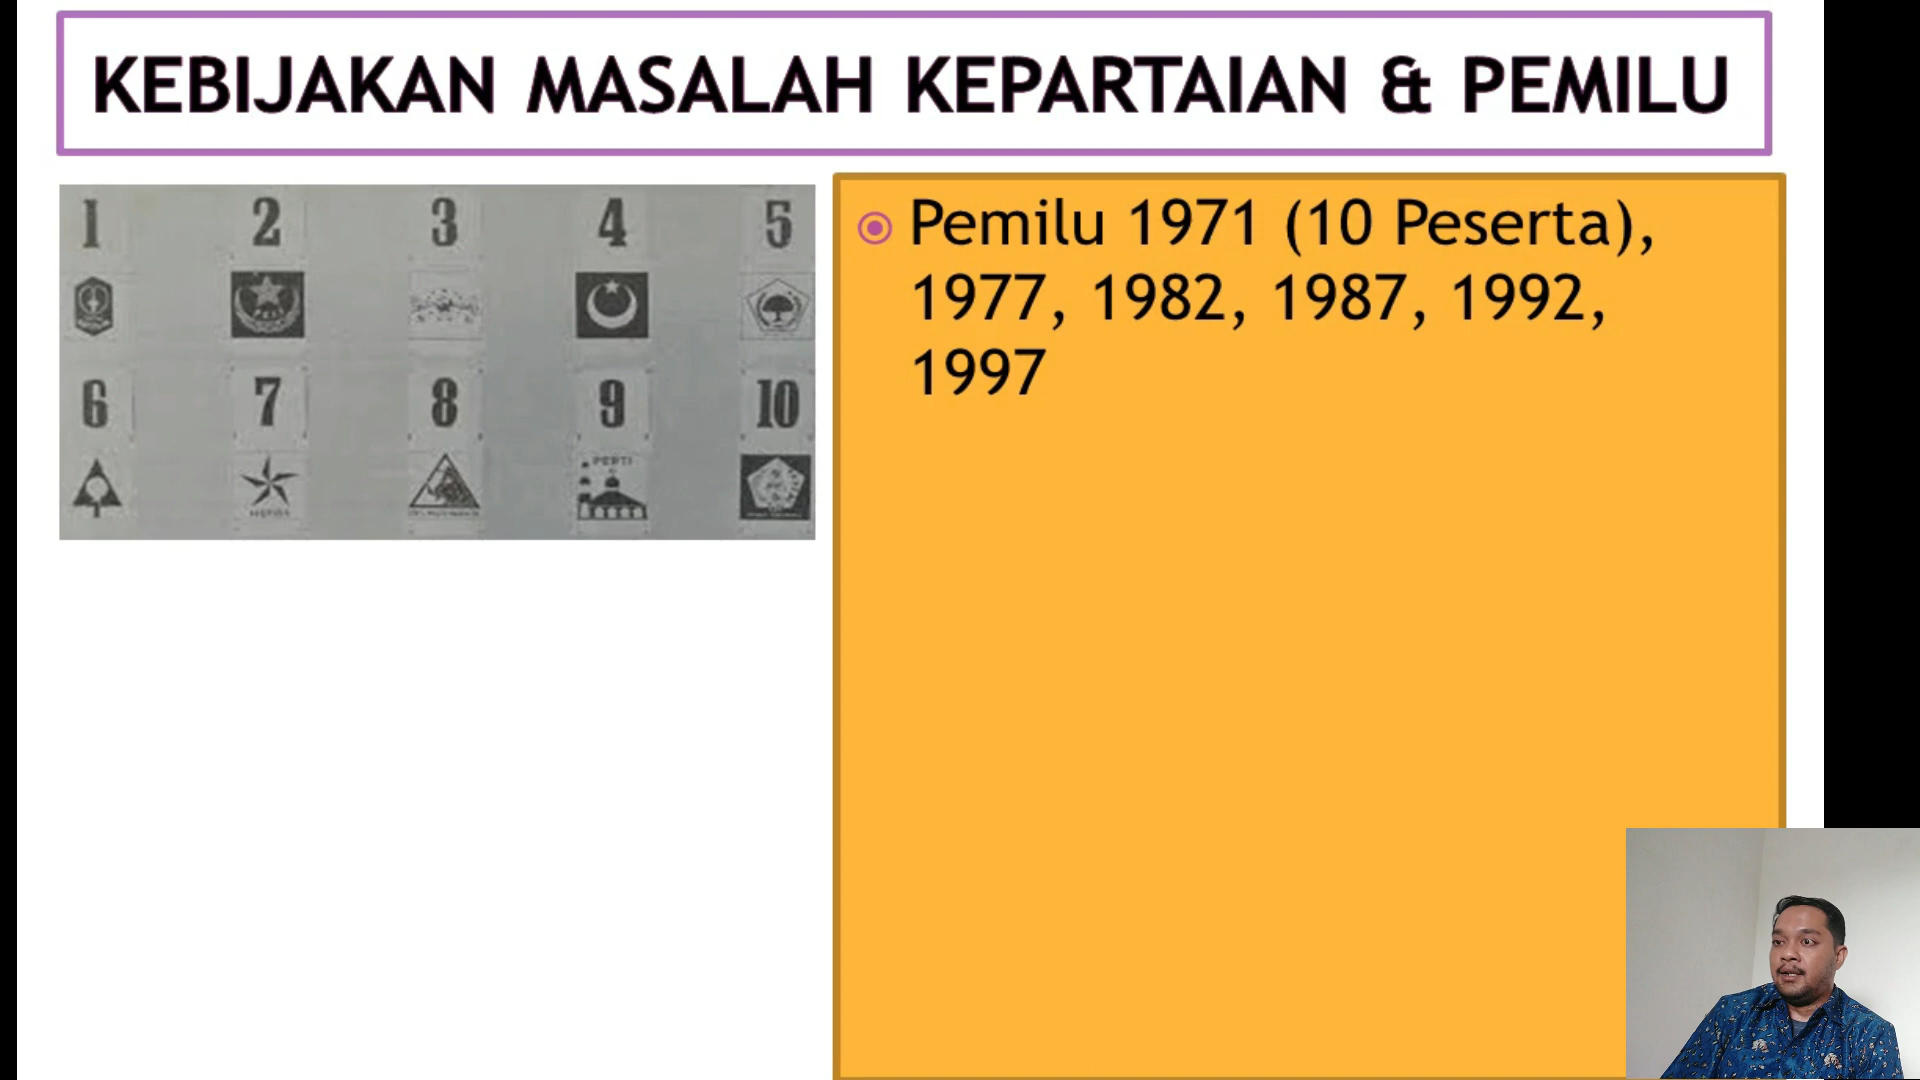 KEBIJAKAN MASALAH KEPARTAIAN & PEMILU
1 2 3 4 5
6 7 8 9 10
PERTI
Pemilu 1971 (10 Peserta),
1977, 1982, 1987, 1992,
1997